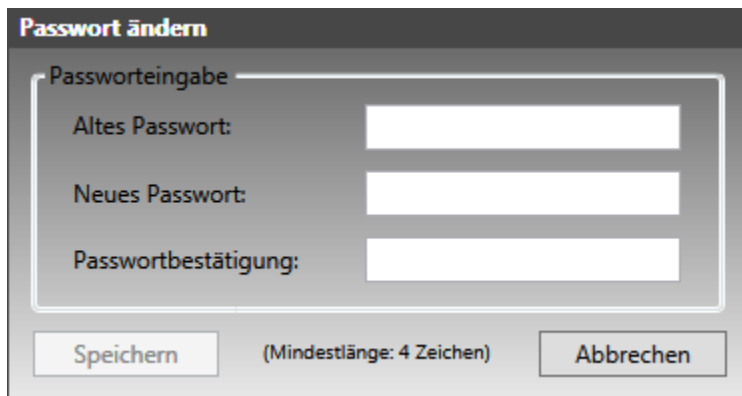 Passwort ändern
Passworteingabe
Altes Passwort:
Neues Passwort:
Passwortbestätigung:
Speichern (Mindestlänge: 4 Zeichen) Abbrechen